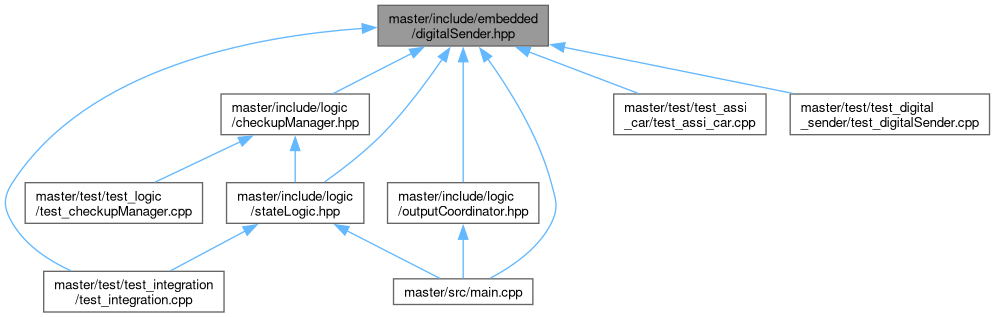 master/include/embedded
/digitalSender.hpp
master/include/logic
/checkupManager.hpp
master/test/test_assi
_car/test_assi_car.cpp
master/test/test_digital
_sender/test_digitalSender.cpp
master/test/test_logic
/test_checkupManager.cpp
master/include/logic
/stateLogic.hpp
master/include/logic
/outputCoordinator.hpp
master/test/test_integration
/test_integration.cpp
master/src/main.cpp